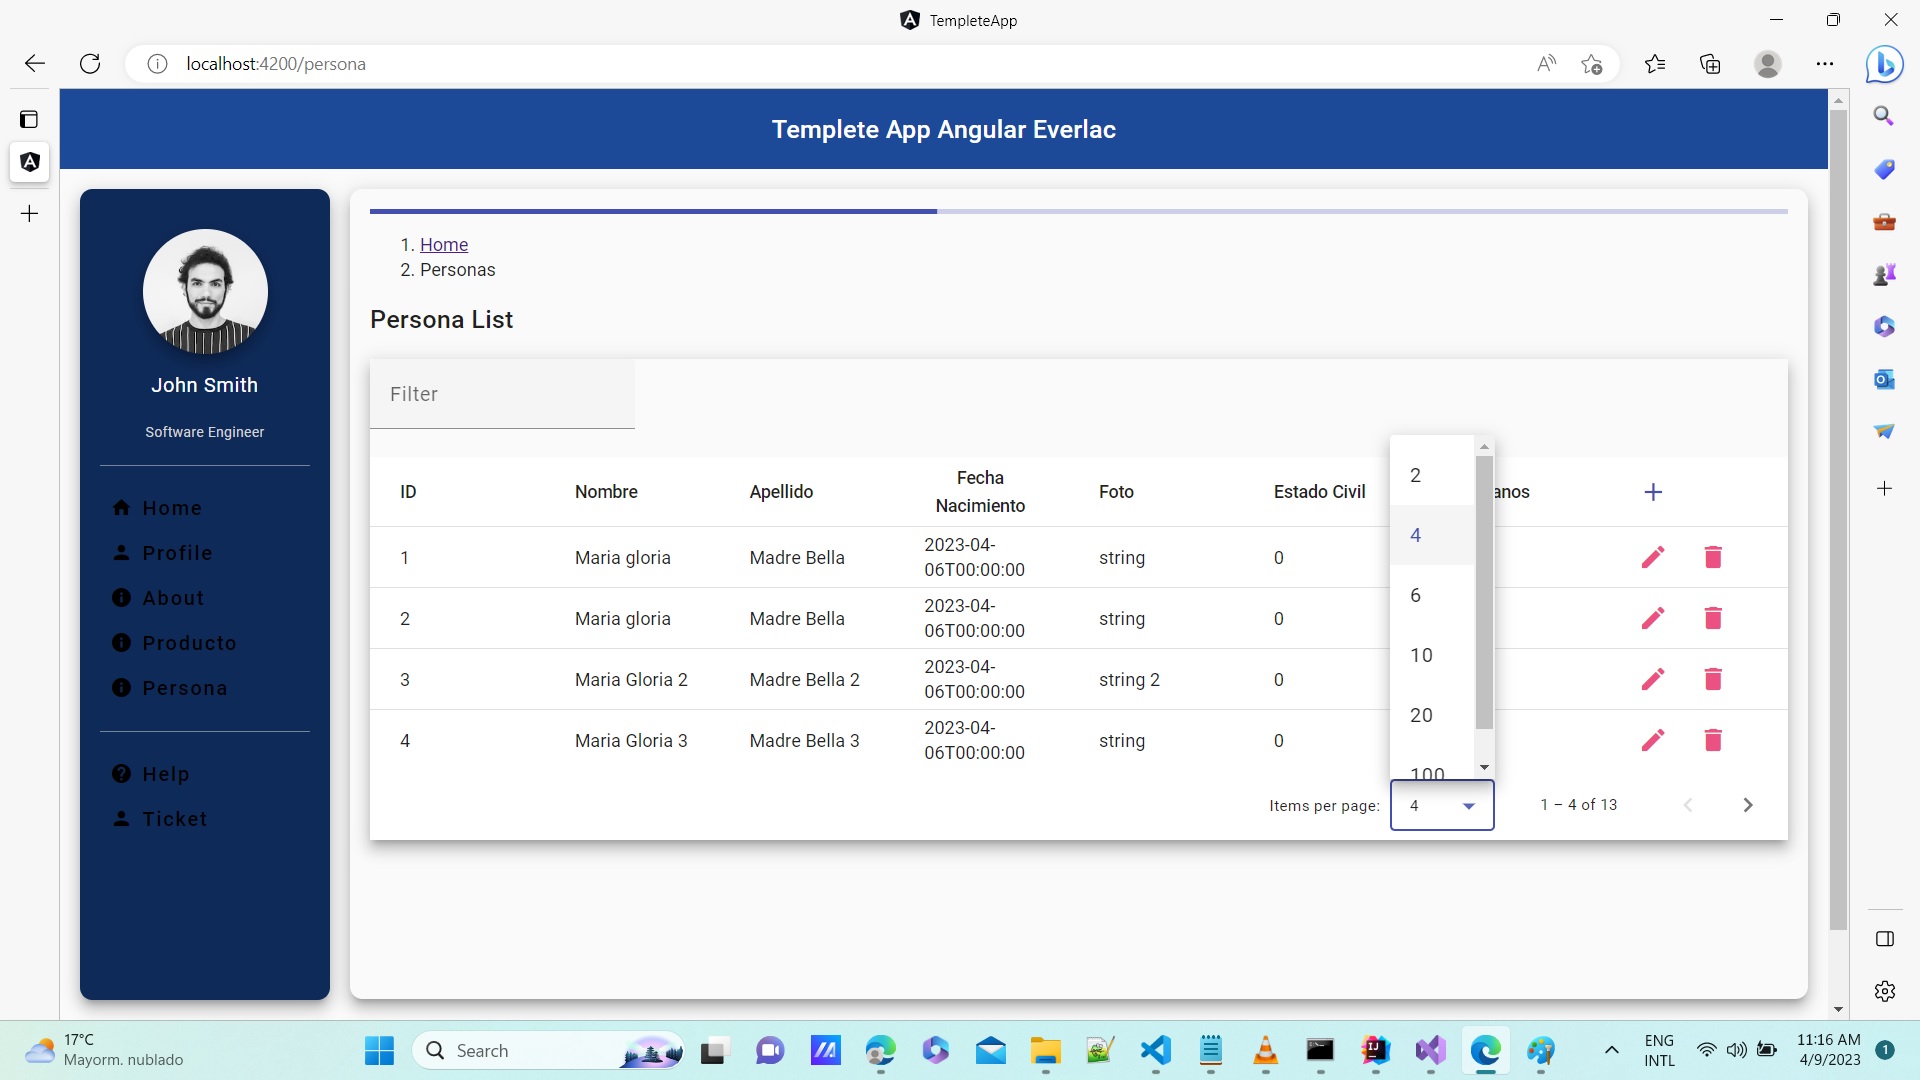 TempleteApp
localhost:4200/persona
Templete App Angular Everlac
John Smith
Software Engineer
Home
Profile
About
Producto
Persona
Help
Ticket
1. Home
2. Personas
Persona List
Filter
ID Nombre Apellido Fecha Nacimiento Foto Estado Civil anos
1 Maria gloria Madre Bella 2023-04-06T00:00:00 string 0
2 Maria gloria Madre Bella 2023-04-06T00:00:00 string 0
3 Maria Gloria 2 Madre Bella 2 2023-04-06T00:00:00 string 2 0
4 Maria Gloria 3 Madre Bella 3 2023-04-06T00:00:00 string 0
2
4
6
10
20
100
Items per page: 4 1 – 4 of 13
17°C
Mayorm. nublado
Search
ENG
INTL
11:16 AM
4/9/2023
1